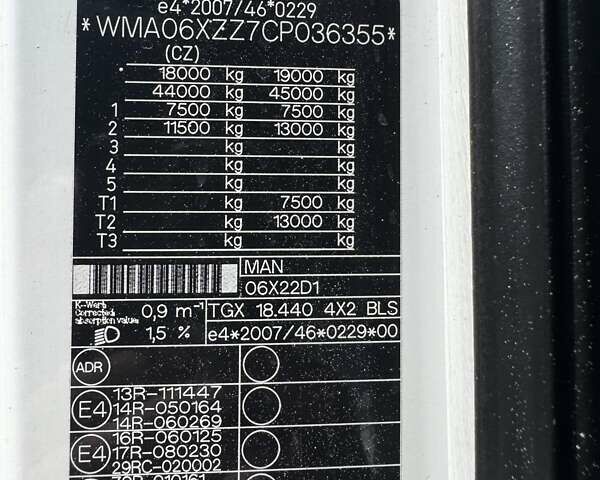 e4*2007/46*0229
*WMA06XZZ7CP036355*
(CZ)
18000 kg 19000 kg
44000 kg 45000 kg
1 7500 kg 7500 kg
2 11500 kg 13000 kg
3 kg kg
4 kg kg
5 kg kg
T1 kg 7500 kg
T2 kg 13000 kg
T3 kg kg
MAN
06X22D1
K-Wert
Corrected
absorption value
0,9 m⁻¹
TGX 18.440 4X2 BLS
1,5 %
e4*2007/46*0229*00
ADR
E4
13R-111447
14R-050164
14R-060269
E4
16R-060125
17R-080230
29RC-020002